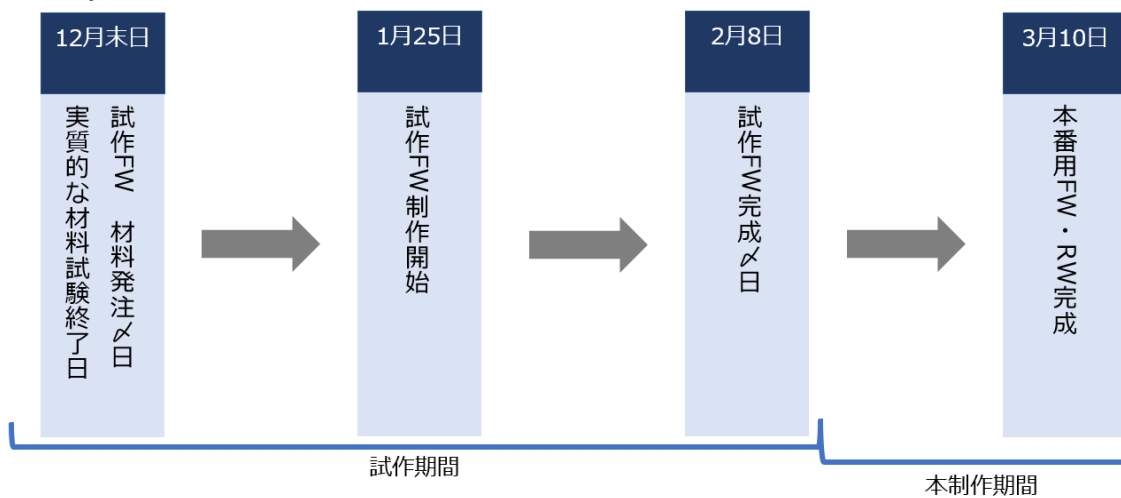 12月末日
試作FW　材料発注〆日
実質的な材料試験終了日
1月25日
試作FW制作開始
2月8日
試作FW完成〆日
3月10日
本番用FW・RW完成
試作期間
本制作期間